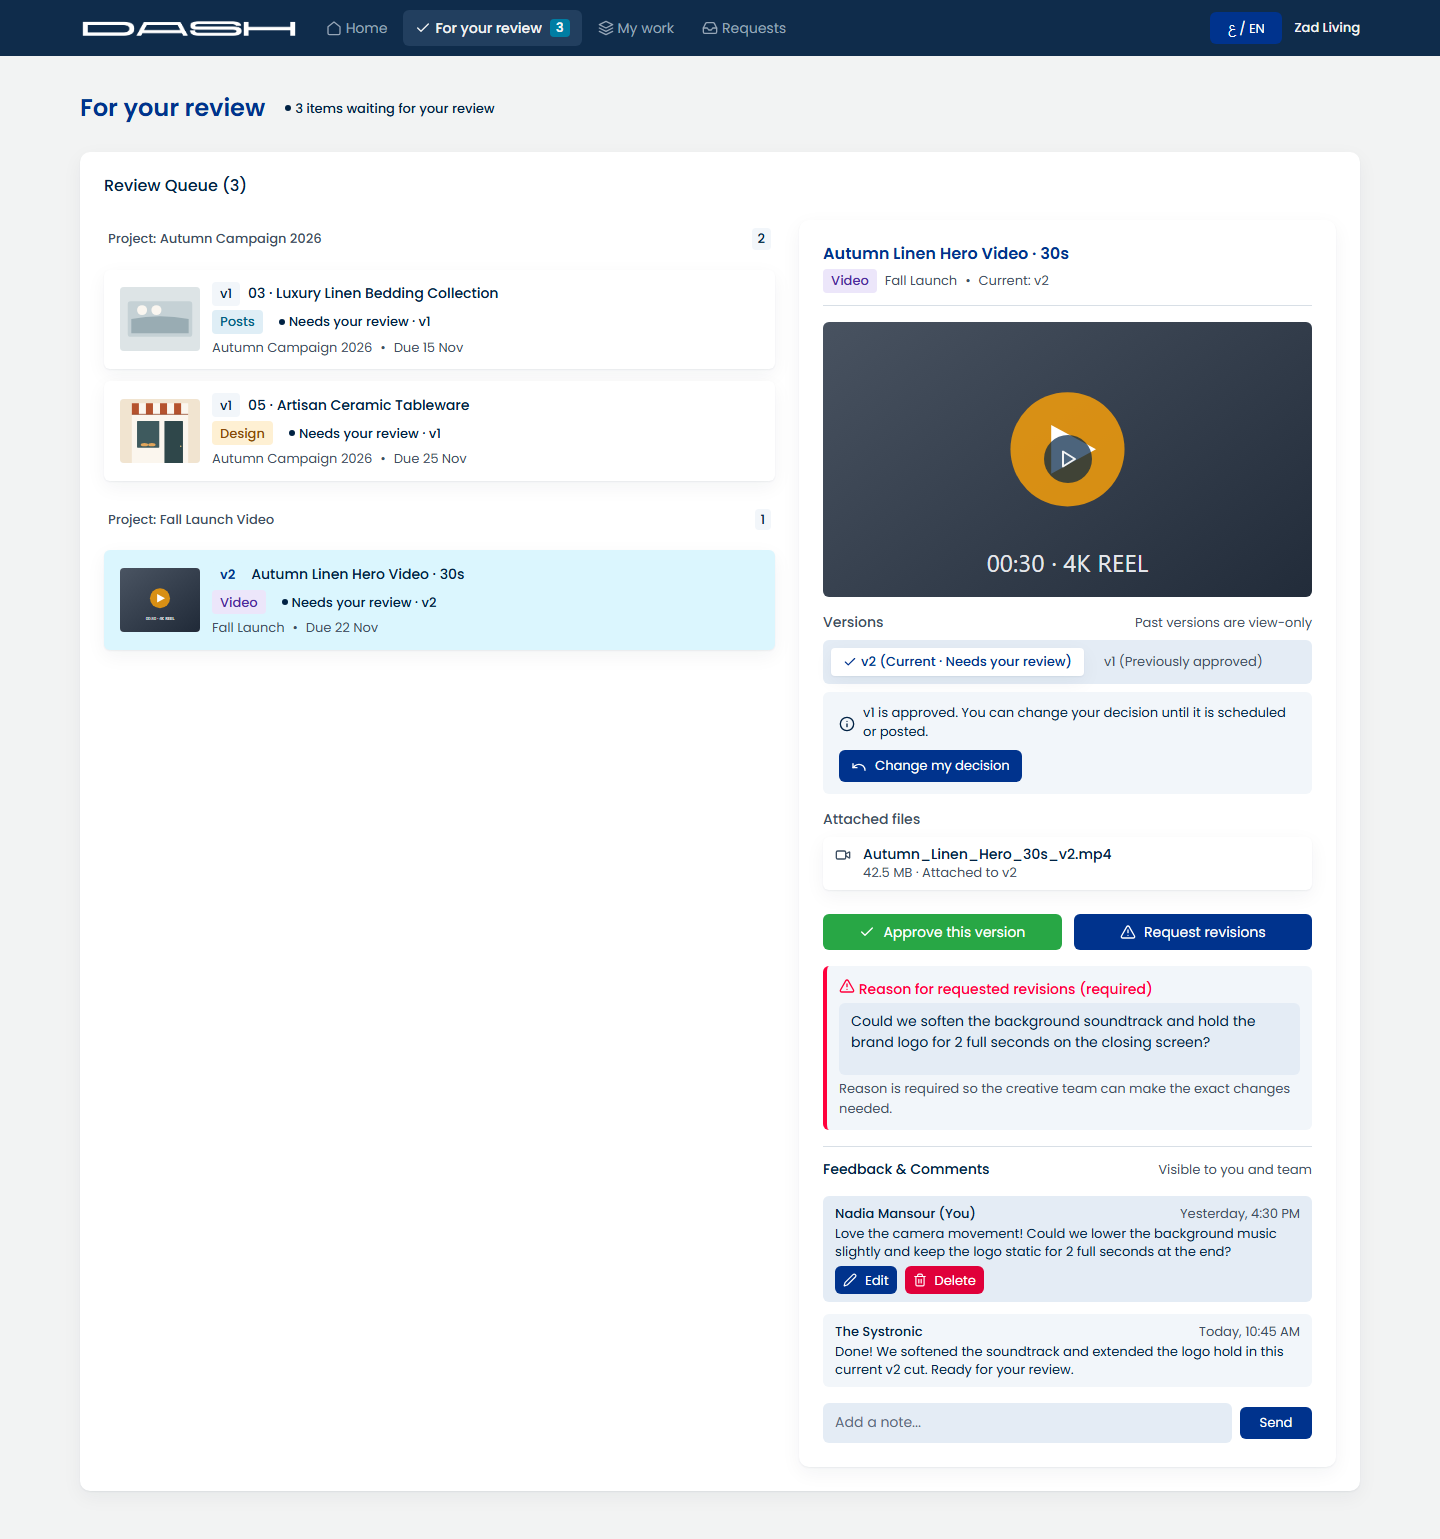 DASH
Home
For your review 3
My work
Requests
ع / EN
Zad Living
For your review
• 3 items waiting for your review
Review Queue (3)
Project: Autumn Campaign 2026
2
v1 03 · Luxury Linen Bedding Collection
Posts • Needs your review · v1
Autumn Campaign 2026 • Due 15 Nov
v1 05 · Artisan Ceramic Tableware
Design • Needs your review · v1
Autumn Campaign 2026 • Due 25 Nov
Project: Fall Launch Video
1
00:30 · 4K REEL
v2 Autumn Linen Hero Video · 30s
Video • Needs your review · v2
Fall Launch • Due 22 Nov
Autumn Linen Hero Video · 30s
Video Fall Launch • Current: v2
00:30 · 4K REEL
Versions
Past versions are view-only
v2 (Current · Needs your review)
v1 (Previously approved)
v1 is approved. You can change your decision until it is scheduled
or posted.
Change my decision
Attached files
Autumn_Linen_Hero_30s_v2.mp4
42.5 MB · Attached to v2
Approve this version
Request revisions
Reason for requested revisions (required)
Could we soften the background soundtrack and hold the
brand logo for 2 full seconds on the closing screen?
Reason is required so the creative team can make the exact changes
needed.
Feedback & Comments
Visible to you and team
Nadia Mansour (You)
Yesterday, 4:30 PM
Love the camera movement! Could we lower the background music
slightly and keep the logo static for 2 full seconds at the end?
Edit
Delete
The Systronic
Today, 10:45 AM
Done! We softened the soundtrack and extended the logo hold in this
current v2 cut. Ready for your review.
Add a note...
Send